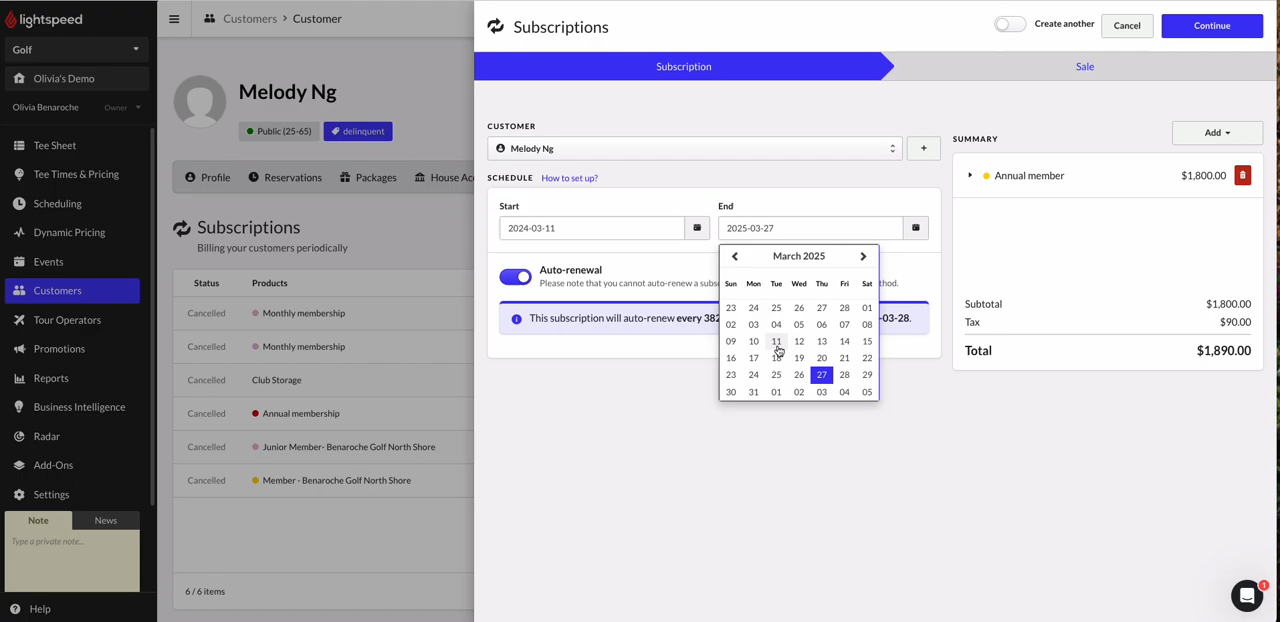 lightspeed
Golf
Olivia's Demo
Olivia Benaroche Owner
Tee Sheet
Tee Times & Pricing
Scheduling
Dynamic Pricing
Events
Customers
Tour Operators
Promotions
Reports
Business Intelligence
Radar
Add-Ons
Settings
Note News
Type a private note...
Help
Customers > Customer
Melody Ng
Public (25-65) delinquent
Profile Reservations Packages House Acc
Subscriptions
Billing your customers periodically
Status Products
Cancelled Monthly membership
Cancelled Monthly membership
Cancelled Club Storage
Cancelled Annual membership
Cancelled Junior Member- Benaroche Golf North Shore
Cancelled Member - Benaroche Golf North Shore
6 / 6 items
Subscriptions
Create another Cancel Continue
Subscription Sale
CUSTOMER
Melody Ng +
SCHEDULE How to set up?
Start End
2024-03-11 2025-03-27
Auto-renewal
Please note that you cannot auto-renew a subs hod.
This subscription will auto-renew every 382 -03-28.
March 2025
Sun Mon Tue Wed Thu Fri Sat
23 24 25 26 27 28 01
02 03 04 05 06 07 08
09 10 11 12 13 14 15
16 17 18 19 20 21 22
23 24 25 26 27 28 29
30 31 01 02 03 04 05
SUMMARY Add
Annual member $1,800.00
Subtotal $1,800.00
Tax $90.00
Total $1,890.00
1